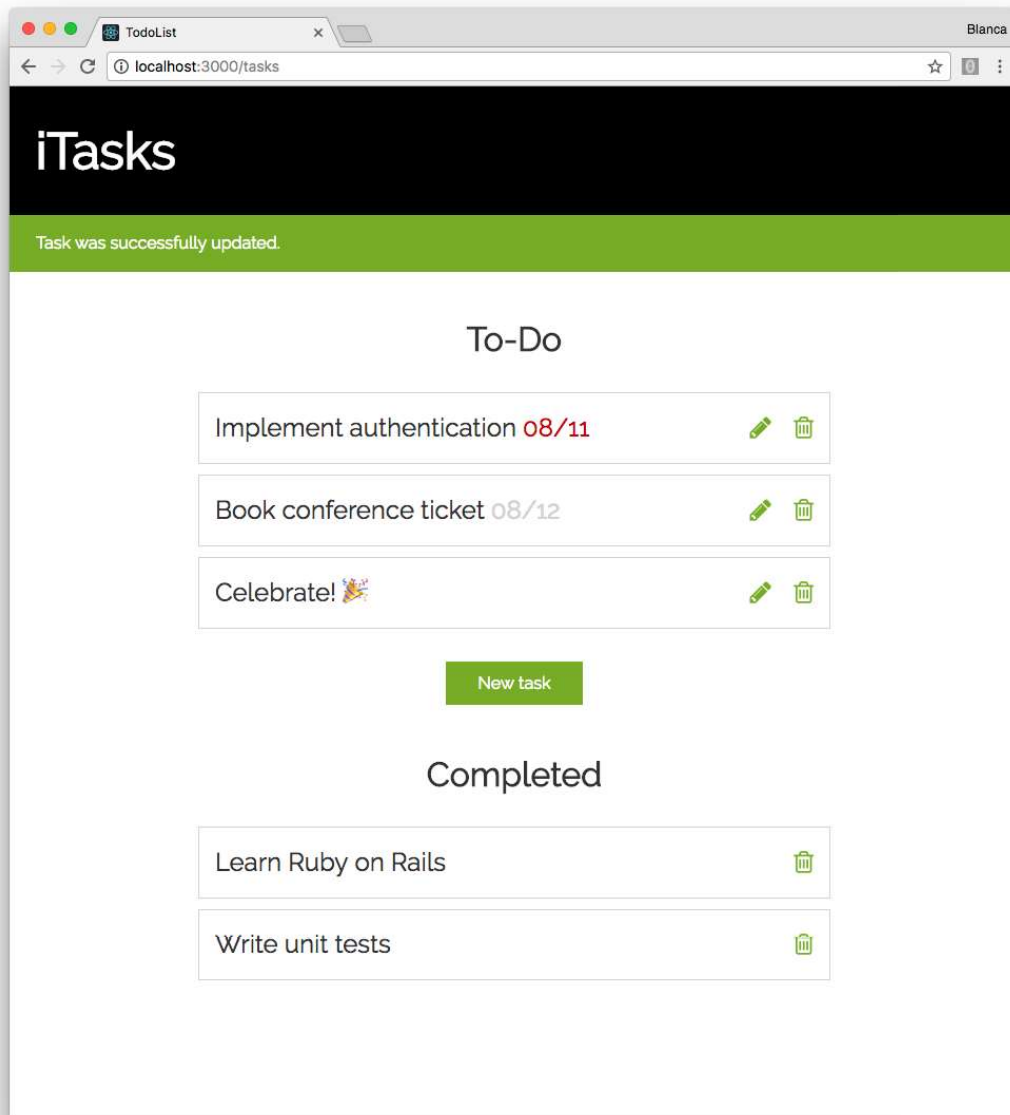 TodoList
Blanca
localhost:3000/tasks
iTasks
Task was successfully updated.
To-Do
Implement authentication 08/11
Book conference ticket 08/12
Celebrate! 🎉
New task
Completed
Learn Ruby on Rails
Write unit tests